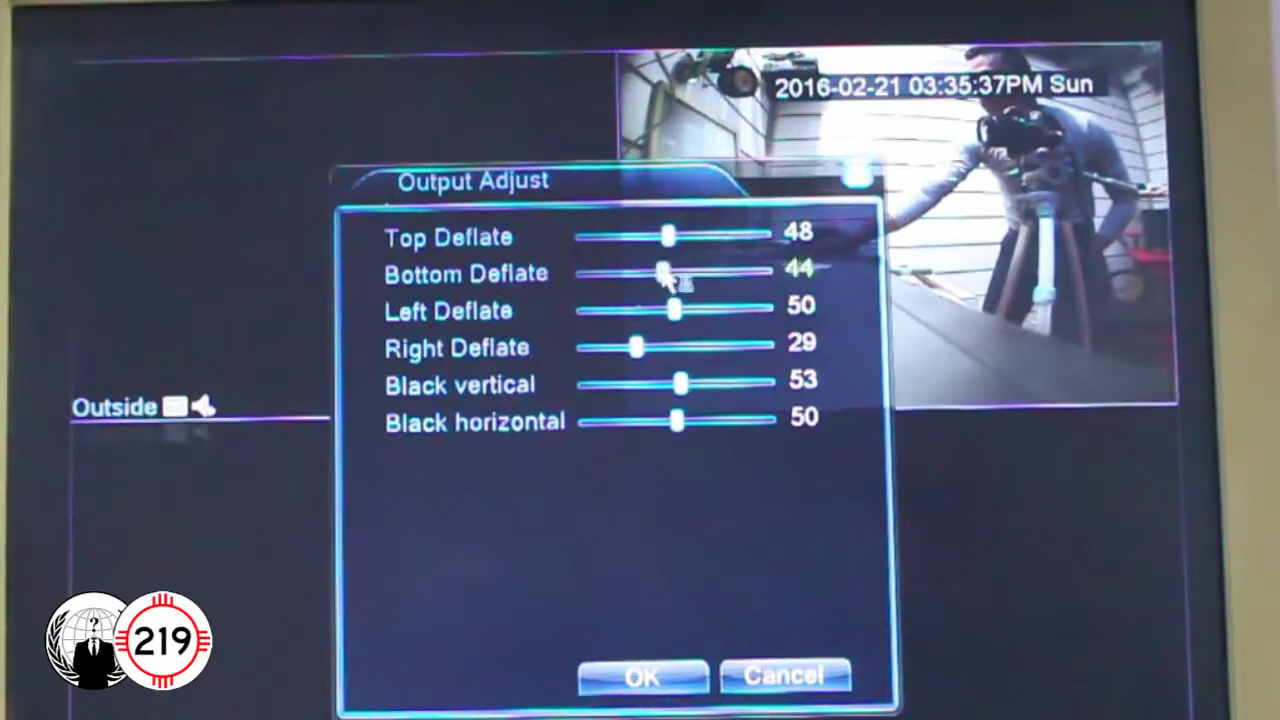 2016-02-21 03:35:37PM Sun
Output Adjust
Top Deflate 48
Bottom Deflate 44
Left Deflate 50
Right Deflate 29
Black vertical 53
Black horizontal 50
Outside
OK Cancel
?
219